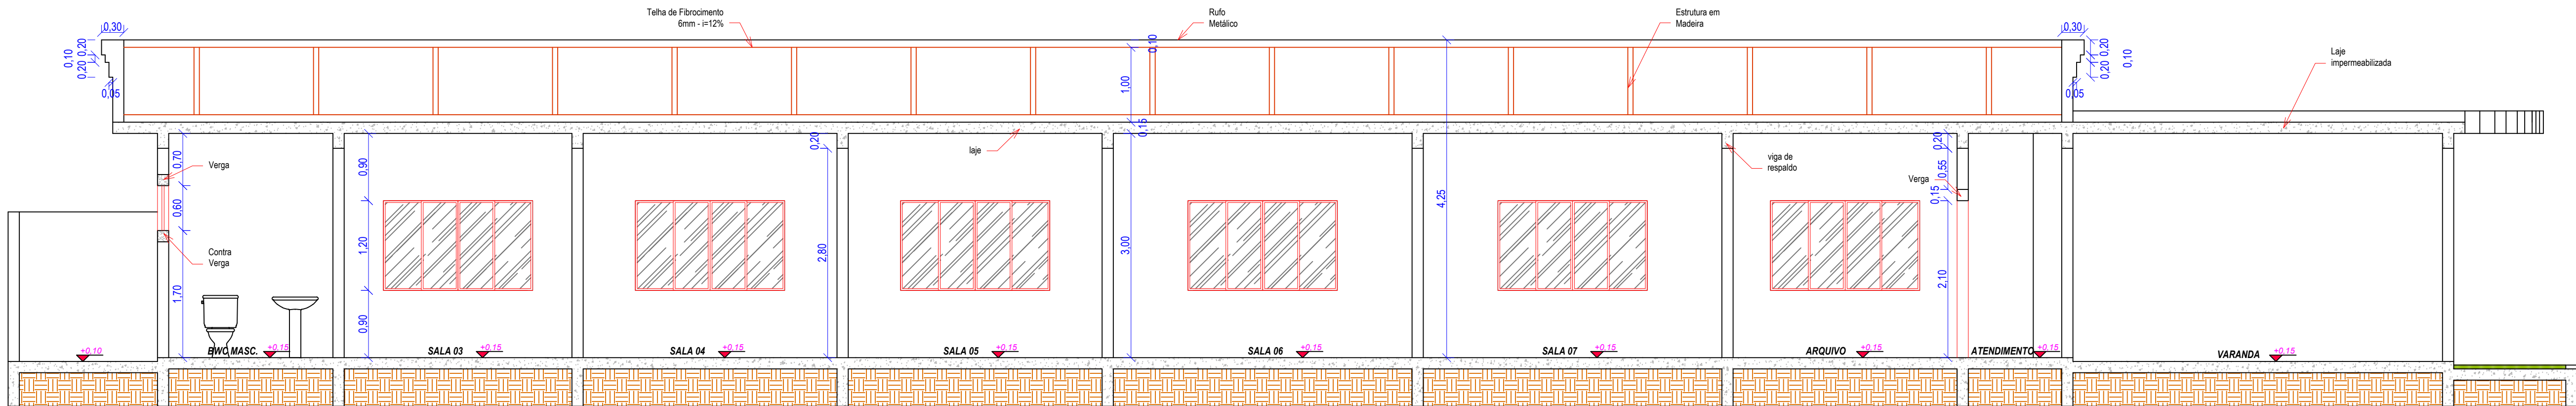 Telha de Fibrocimento
6mm - i=12%
Rufo
Metálico
Estrutura em
Madeira
0,30
0,30
0,20
0,10
0,20
0,05
0,10
1,00
0,15
4,25
0,20
0,10
0,20
0,05
Laje
impermeabilizada
0,70
Verga
0,60
Contra
Verga
1,70
0,90
1,20
0,90
0,20
2,80
laje
3,00
viga de
respaldo
0,20
0,55
Verga
0,15
2,10
+0.10
BWC MASC.
+0.15
SALA 03
+0.15
SALA 04
+0.15
SALA 05
+0.15
SALA 06
+0.15
SALA 07
+0.15
ARQUIVO
+0.15
ATENDIMENTO
+0.15
VARANDA
+0.15